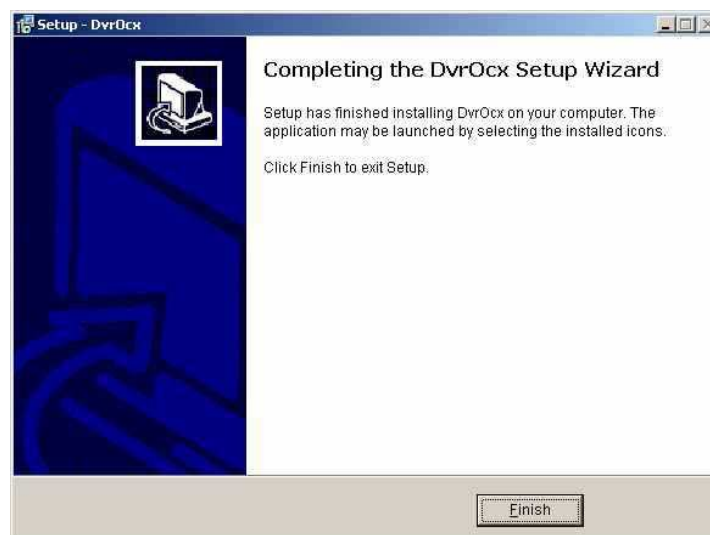 Setup - DvrOcx
Completing the DvrOcx Setup Wizard
Setup has finished installing DvrOcx on your computer. The
application may be launched by selecting the installed icons.
Click Finish to exit Setup.
Finish